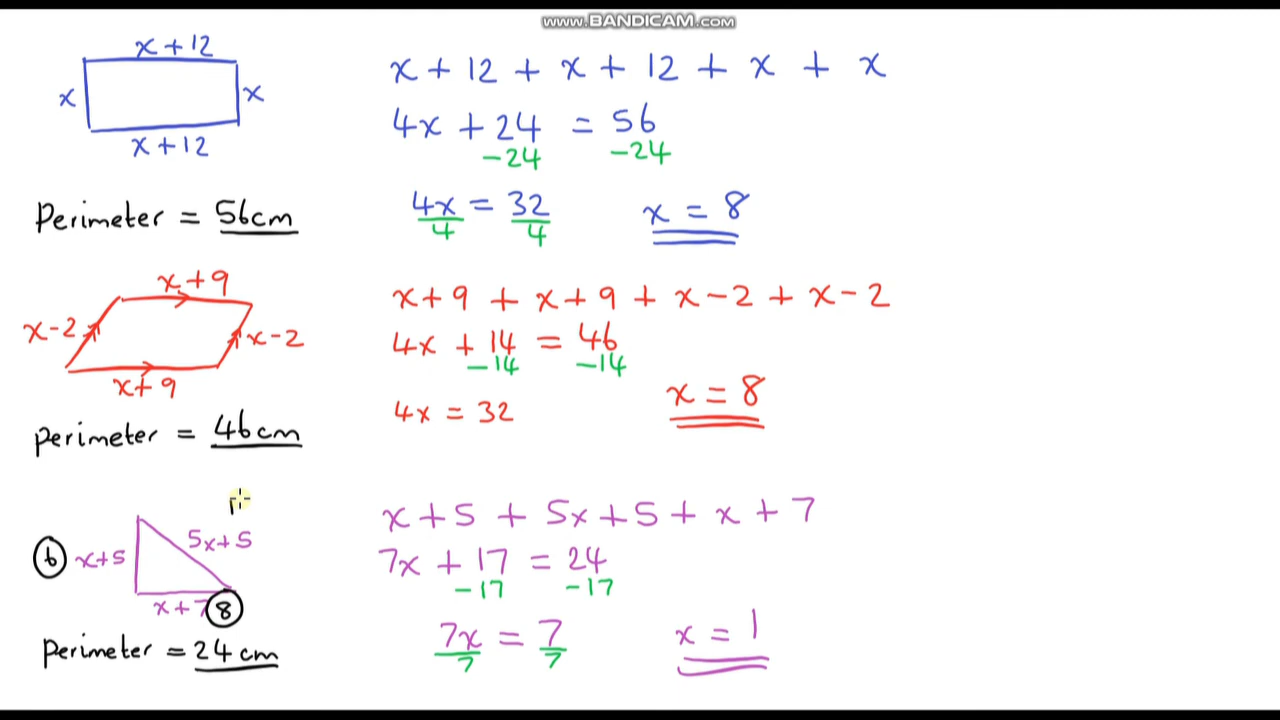 www.BANDICAM.com
x + 12
x
x
x + 12
x + 12 + x + 12 + x + x
4x + 24 = 56
-24 -24
Perimeter = 56cm
4x = 32
4 4
x = 8
x + 9
x - 2
x - 2
x + 9
x + 9 + x + 9 + x - 2 + x - 2
4x + 14 = 46
-14 -14
4x = 32
x = 8
perimeter = 46cm
6
x + 5
5x + 5
x + 7
8
x + 5 + 5x + 5 + x + 7
7x + 17 = 24
-17 -17
perimeter = 24 cm
7x = 7
7 7
x = 1